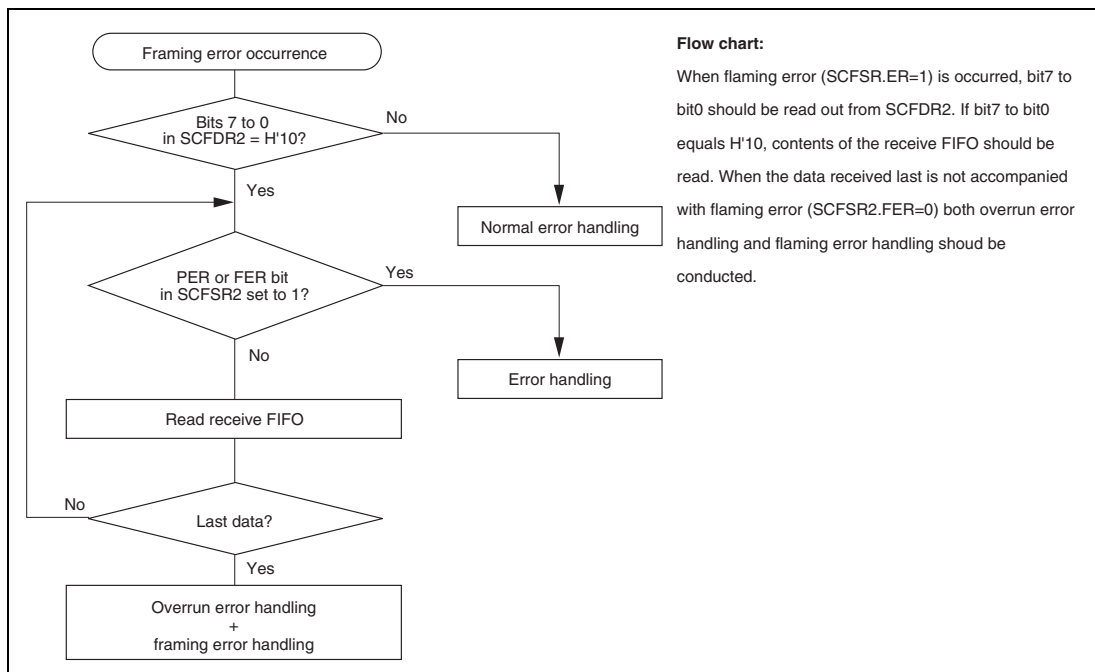 Framing error occurrence
Bits 7 to 0
in SCFDR2 = H'10?
No
Yes
Normal error handling
PER or FER bit
in SCFSR2 set to 1?
Yes
No
Error handling
Read receive FIFO
No
Last data?
Yes
Overrun error handling
+
framing error handling
Flow chart:
When flaming error (SCFSR.ER=1) is occurred, bit7 to
bit0 should be read out from SCFDR2. If bit7 to bit0
equals H'10, contents of the receive FIFO should be
read. When the data received last is not accompanied
with flaming error (SCFSR2.FER=0) both overrun error
handling and flaming error handling shoud be
conducted.